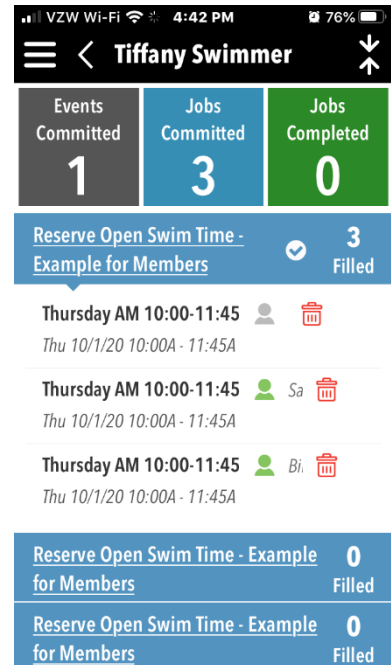 VZW Wi-Fi 4:42 PM 76%
Tiffany Swimmer
Events Committed
1
Jobs Committed
3
Jobs Completed
0
Reserve Open Swim Time -
Example for Members
3
Filled
Thursday AM 10:00-11:45
Thu 10/1/20 10:00A - 11:45A
Thursday AM 10:00-11:45 Sa
Thu 10/1/20 10:00A - 11:45A
Thursday AM 10:00-11:45 Bi
Thu 10/1/20 10:00A - 11:45A
Reserve Open Swim Time - Example
for Members
0
Filled
Reserve Open Swim Time - Example
for Members
0
Filled